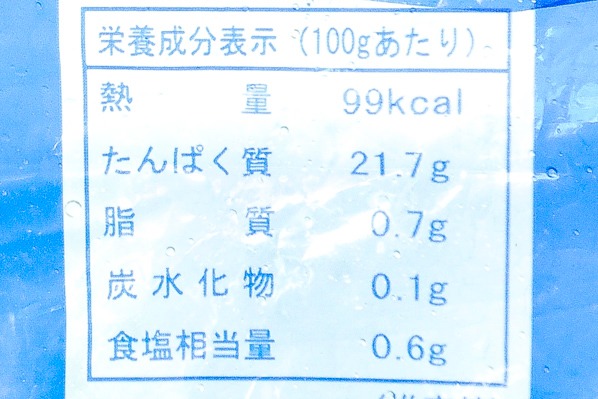 栄養成分表示（100gあたり）
熱量 99kcal
たんぱく質 21.7g
脂質 0.7g
炭水化物 0.1g
食塩相当量 0.6g